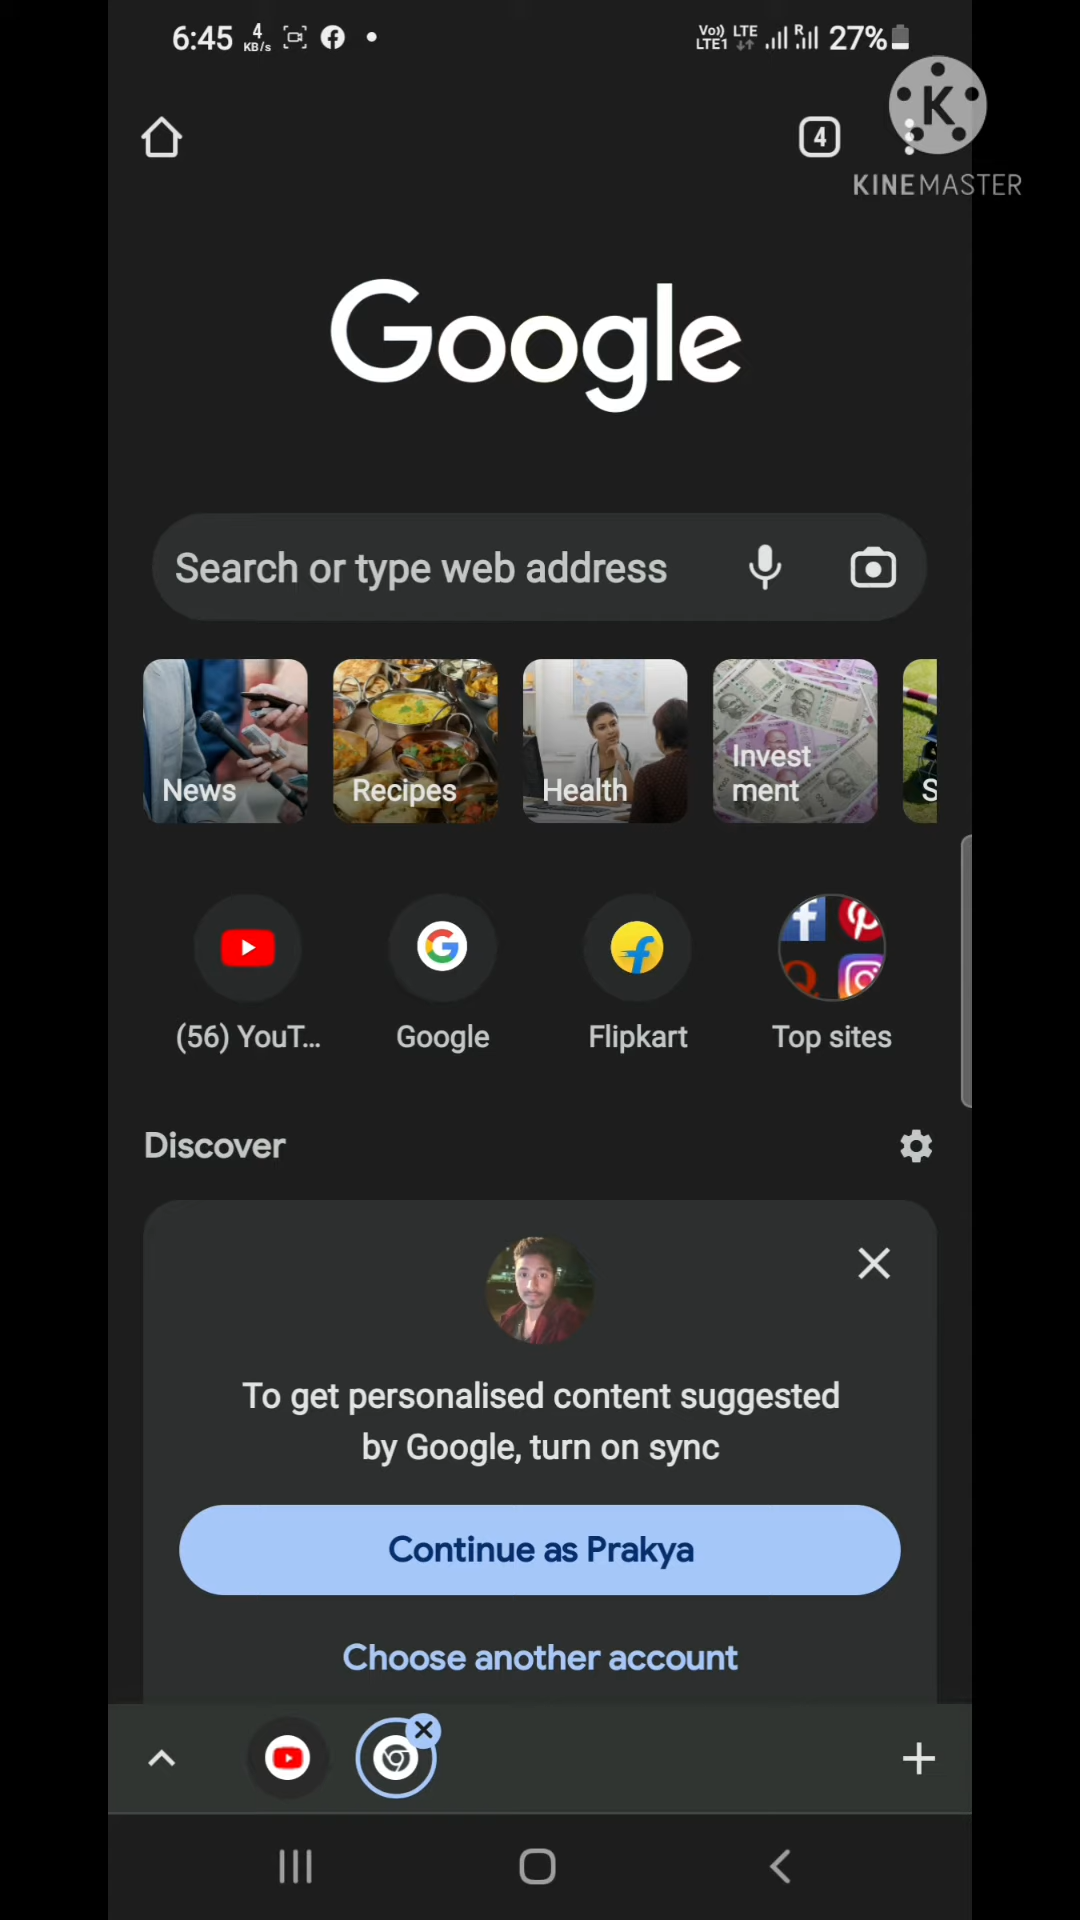 6:45
4
KB/s
Vo))
LTE1
LTE
R
27%
4
K
KINEMASTER
Google
Search or type web address
News
Recipes
Health
Invest
ment
S
(56) YouT...
Google
Flipkart
Top sites
Discover
To get personalised content suggested
by Google, turn on sync
Continue as Prakya
Choose another account